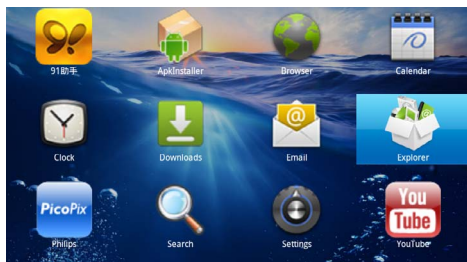 91助手
ApkInstaller
Browser
Calendar
Clock
Downloads
Email
Explorer
PicoPix
Philips
Search
Settings
You
Tube
YouTube